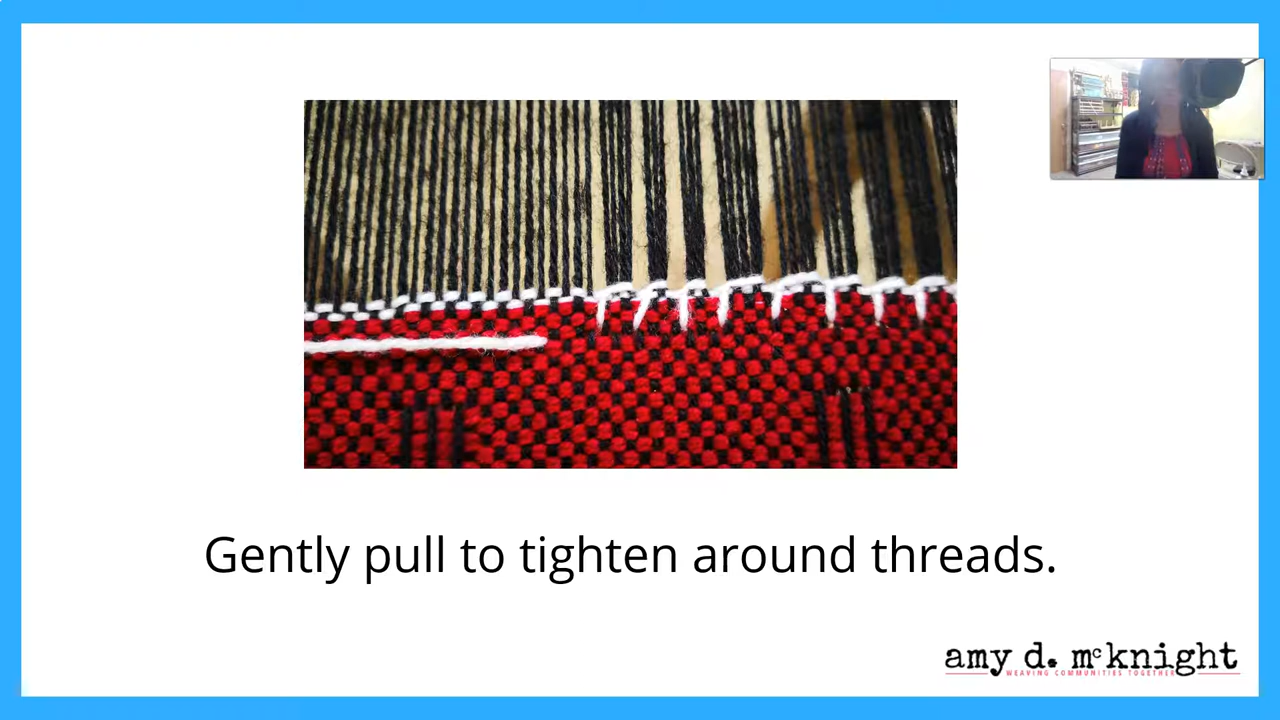 Gently pull to tighten around threads.
amy d. mcknight
WEAVING COMMUNITIES TOGETHER